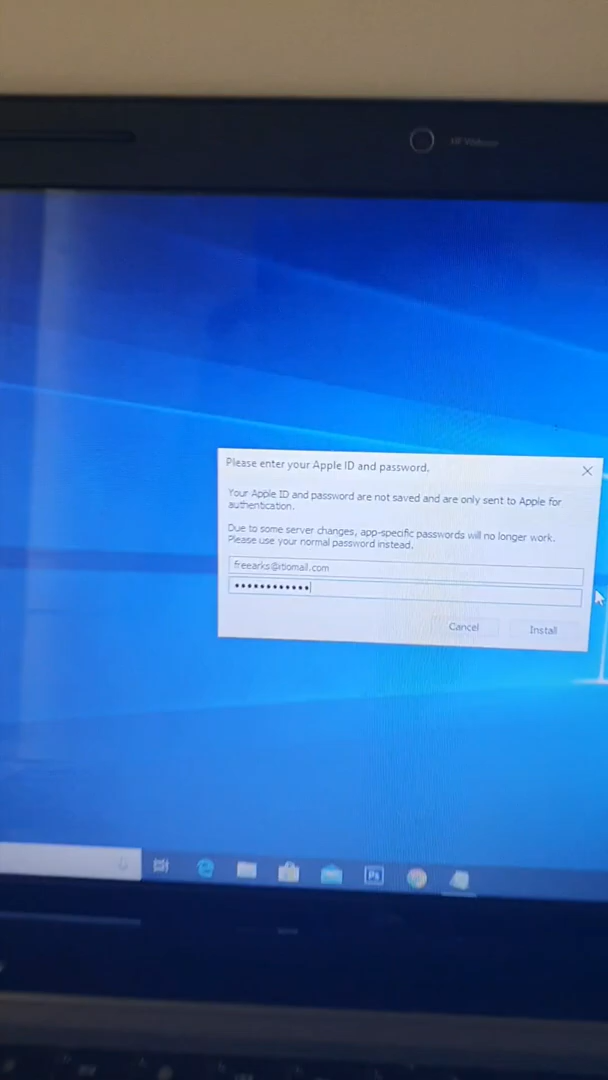 Please enter your Apple ID and password.
Your Apple ID and password are not saved and are only sent to Apple for
authentication.
Due to some server changes, app-specific passwords will no longer work.
Please use your normal password instead.
freearks@itiomail.com
••••••••••••
Cancel
Install
Ps